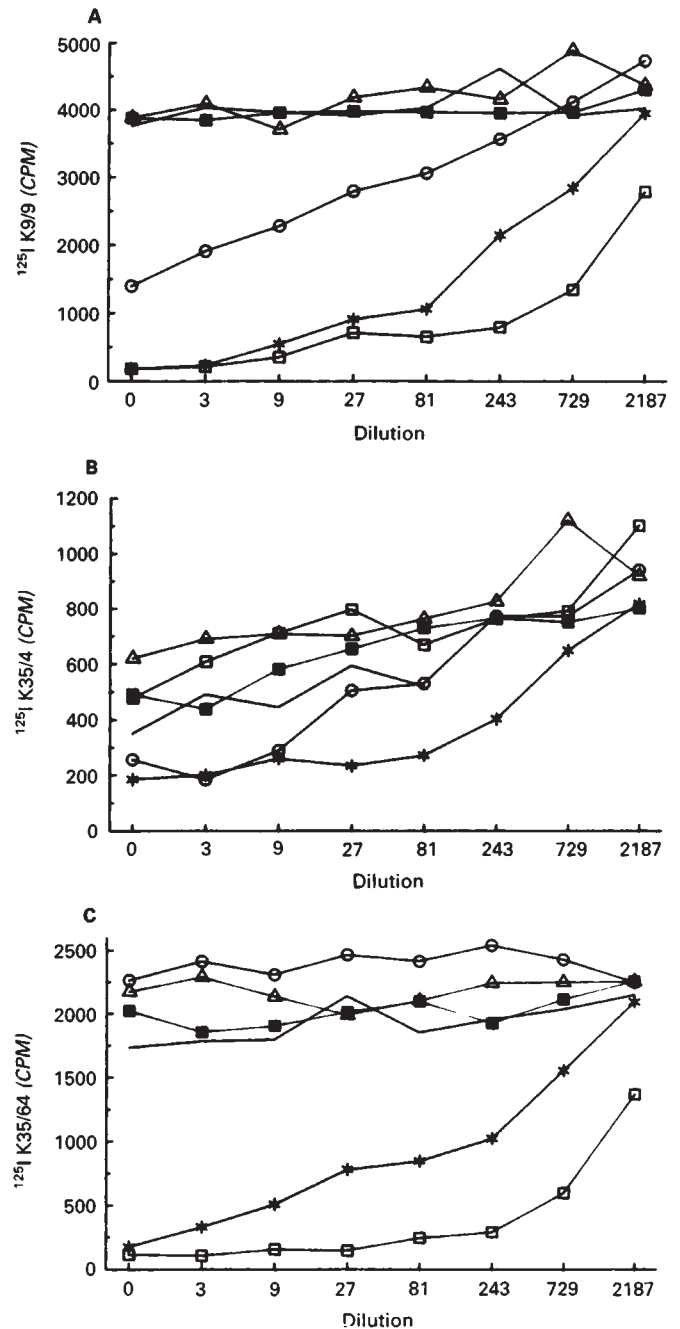 A
5000
4000
3000
2000
1000
0
¹²⁵I K9/9 (CPM)
0 3 9 27 81 243 729 2187
Dilution
B
1200
1000
800
600
400
200
0
¹²⁵I K35/4 (CPM)
0 3 9 27 81 243 729 2187
Dilution
C
2500
2000
1500
1000
500
0
¹²⁵I K35/64 (CPM)
0 3 9 27 81 243 729 2187
Dilution